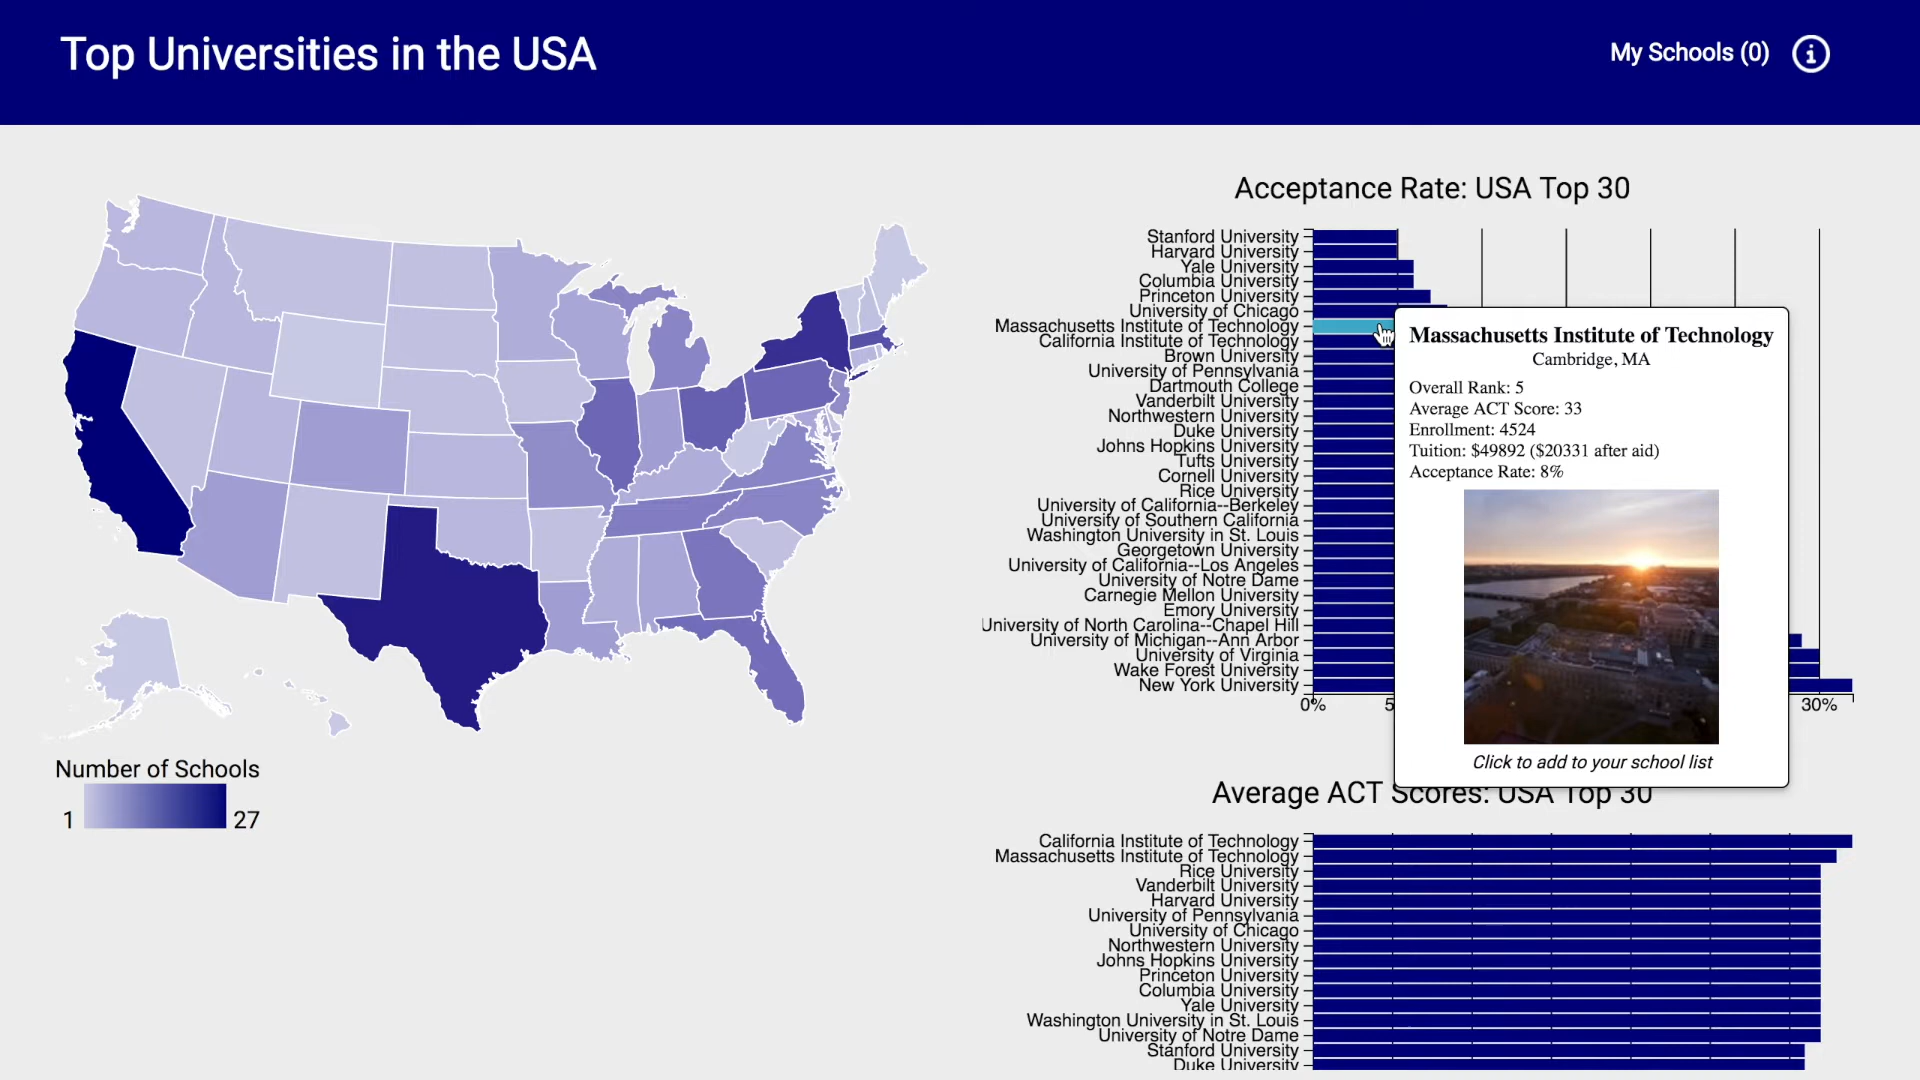 Top Universities in the USA
My Schools (0)
Acceptance Rate: USA Top 30
Stanford University
Harvard University
Yale University
Columbia University
Princeton University
University of Chicago
Massachusetts Institute of Technology
California Institute of Technology
Brown University
University of Pennsylvania
Dartmouth College
Vanderbilt University
Northwestern University
Duke University
Johns Hopkins University
Tufts University
Cornell University
Rice University
University of California--Berkeley
University of Southern California
Washington University in St. Louis
Georgetown University
University of California--Los Angeles
University of Notre Dame
Carnegie Mellon University
Emory University
University of North Carolina--Chapel Hill
University of Michigan--Ann Arbor
University of Virginia
Wake Forest University
New York University
0% 5 30%
Massachusetts Institute of Technology
Cambridge, MA
Overall Rank: 5
Average ACT Score: 33
Enrollment: 4524
Tuition: $49892 ($20331 after aid)
Acceptance Rate: 8%
Click to add to your school list
Number of Schools
1 27
Average ACT Scores: USA Top 30
California Institute of Technology
Massachusetts Institute of Technology
Rice University
Vanderbilt University
Harvard University
University of Pennsylvania
University of Chicago
Northwestern University
Johns Hopkins University
Princeton University
Columbia University
Yale University
Washington University in St. Louis
University of Notre Dame
Stanford University
Duke University